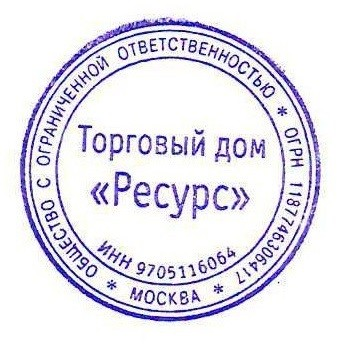 ОБЩЕСТВО С ОГРАНИЧЕННОЙ ОТВЕТСТВЕННОСТЬЮ * ОГРН 1187746306417
* МОСКВА *
Торговый дом
«Ресурс»
ИНН 9705116064